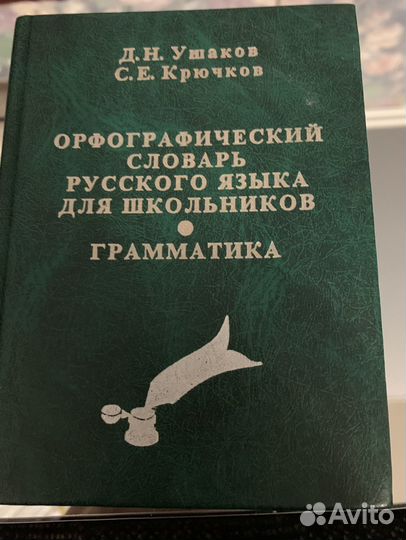 Д.Н. Ушаков
С.Е. Крючков
ОРФОГРАФИЧЕСКИЙ
СЛОВАРЬ
РУССКОГО ЯЗЫКА
ДЛЯ ШКОЛЬНИКОВ
ГРАММАТИКА
Avito